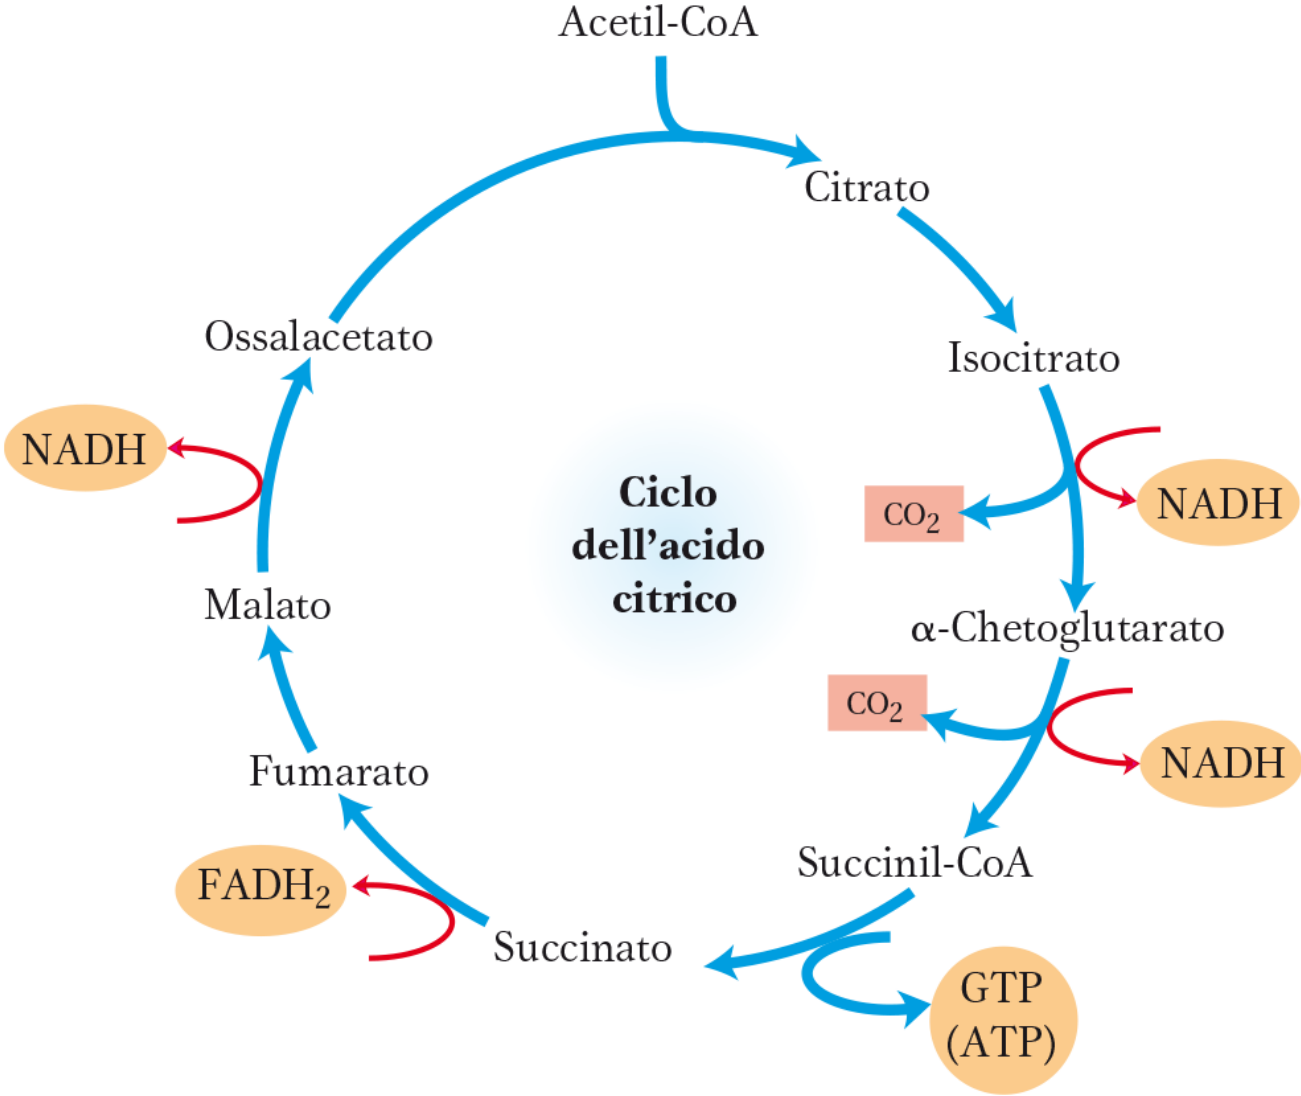 Acetil-CoA
Citrato
Ossalacetato
Isocitrato
NADH
Ciclo
dell’acido
citrico
CO₂
NADH
Malato
α-Chetoglutarato
CO₂
NADH
Fumarato
Succinil-CoA
FADH₂
Succinato
GTP
(ATP)